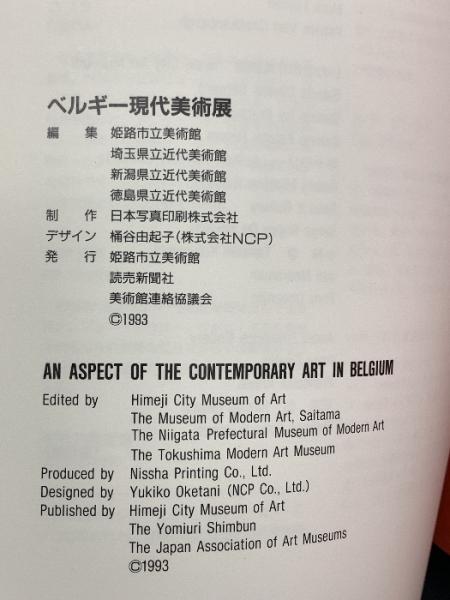 ベルギー現代美術展
編 集 姫路市立美術館
埼玉県立近代美術館
新潟県立近代美術館
徳島県立近代美術館
制 作 日本写真印刷株式会社
デザイン 桶谷由起子(株式会社NCP)
発 行 姫路市立美術館
読売新聞社
美術館連絡協議会
©1993
AN ASPECT OF THE CONTEMPORARY ART IN BELGIUM
Edited by Himeji City Museum of Art
The Museum of Modern Art, Saitama
The Niigata Prefectural Museum of Modern Art
The Tokushima Modern Art Museum
Produced by Nissha Printing Co., Ltd.
Designed by Yukiko Oketani (NCP Co., Ltd.)
Published by Himeji City Museum of Art
The Yomiuri Shimbun
The Japan Association of Art Museums
©1993